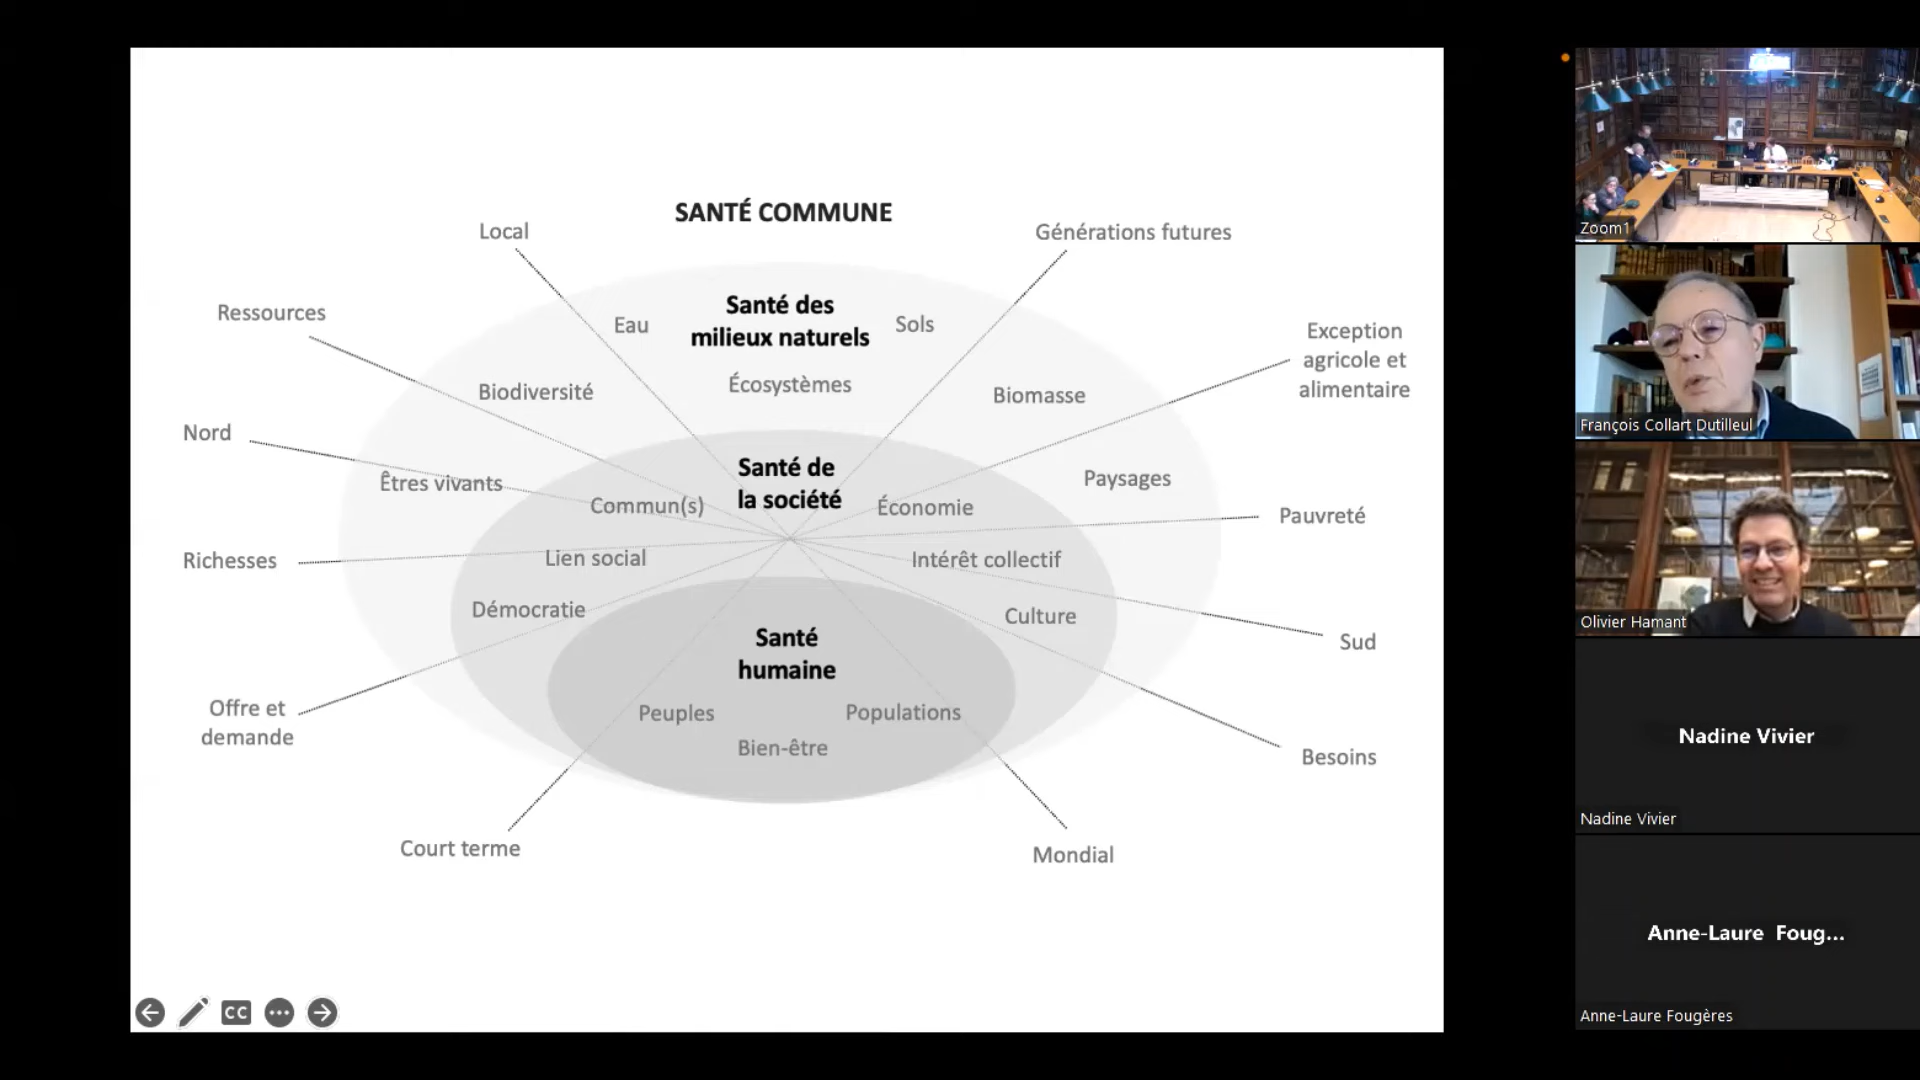 SANTÉ COMMUNE
Local
Générations futures
Ressources
Santé des
milieux naturels
Eau
Sols
Exception
agricole et
alimentaire
Biodiversité
Écosystèmes
Biomasse
Nord
Êtres vivants
Santé de
la société
Paysages
Commun(s)
Économie
Pauvreté
Richesses
Lien social
Intérêt collectif
Démocratie
Culture
Santé
humaine
Sud
Offre et
demande
Peuples
Populations
Bien-être
Besoins
Court terme
Mondial
CC
Zoom1
François Collart Dutilleul
Olivier Hamant
Nadine Vivier
Nadine Vivier
Anne-Laure Foug...
Anne-Laure Fougères